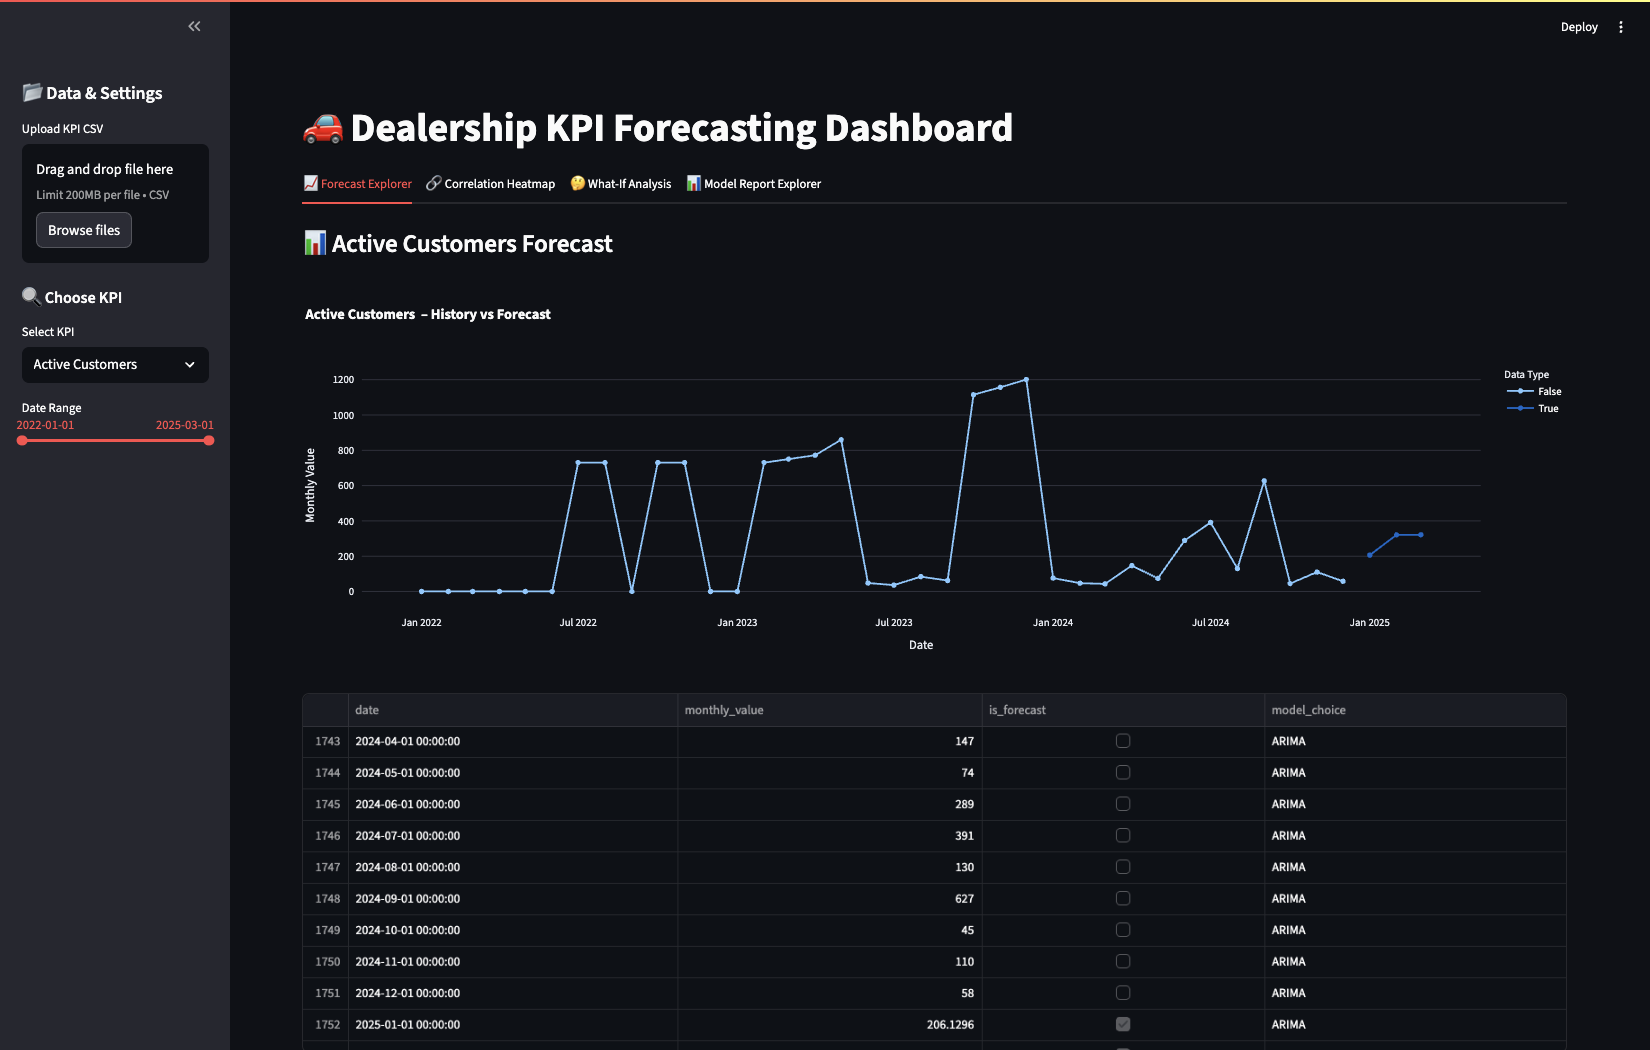 Deploy
Data & Settings
Upload KPI CSV
Drag and drop file here
Limit 200MB per file • CSV
Browse files
Choose KPI
Select KPI
Active Customers
Date Range
2022-01-01 2025-03-01
Dealership KPI Forecasting Dashboard
Forecast Explorer Correlation Heatmap What-If Analysis Model Report Explorer
Active Customers Forecast
Active Customers – History vs Forecast
Data Type
False
True
Monthly Value
1200
1000
800
600
400
200
0
Jan 2022 Jul 2022 Jan 2023 Jul 2023 Jan 2024 Jul 2024 Jan 2025
Date
date monthly_value is_forecast model_choice
1743 2024-04-01 00:00:00 147 ARIMA
1744 2024-05-01 00:00:00 74 ARIMA
1745 2024-06-01 00:00:00 289 ARIMA
1746 2024-07-01 00:00:00 391 ARIMA
1747 2024-08-01 00:00:00 130 ARIMA
1748 2024-09-01 00:00:00 627 ARIMA
1749 2024-10-01 00:00:00 45 ARIMA
1750 2024-11-01 00:00:00 110 ARIMA
1751 2024-12-01 00:00:00 58 ARIMA
1752 2025-01-01 00:00:00 206.1296 ARIMA